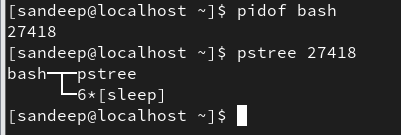 [sandeep@localhost ~]$ pidof bash
27418
[sandeep@localhost ~]$ pstree 27418
bash─┬─pstree
     └─6*[sleep]
[sandeep@localhost ~]$